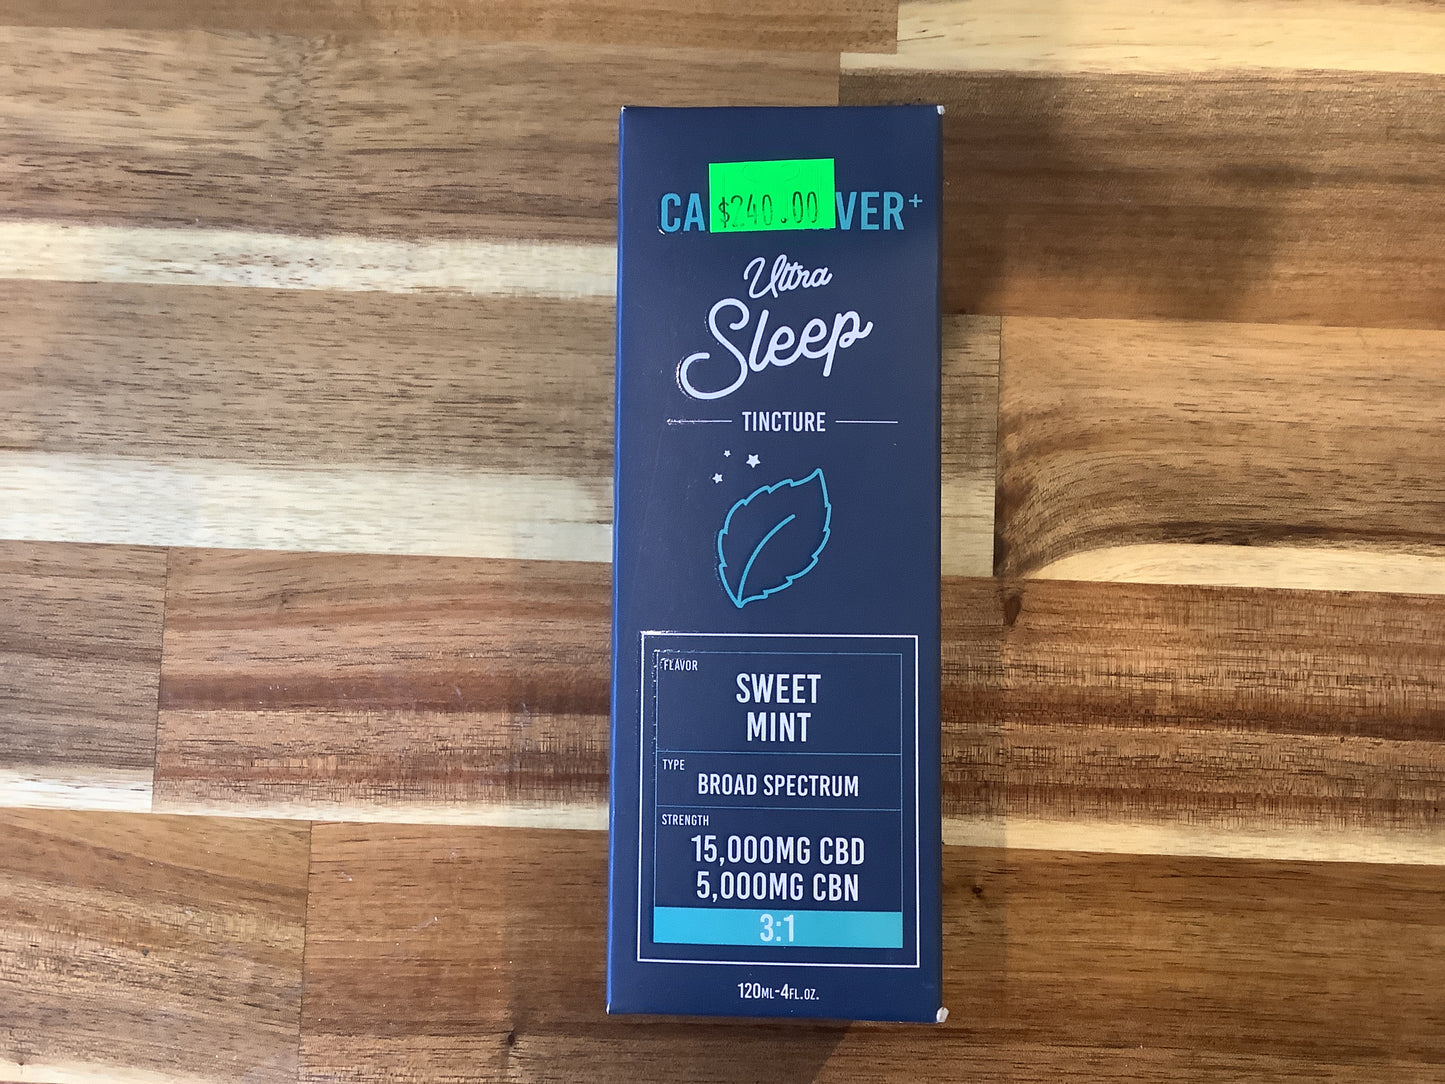 $240.00
CA VER+
Ultra
Sleep
TINCTURE
FLAVOR
SWEET
MINT
TYPE
BROAD SPECTRUM
STRENGTH
15,000MG CBD
5,000MG CBN
3:1
120ML-4FL.OZ.